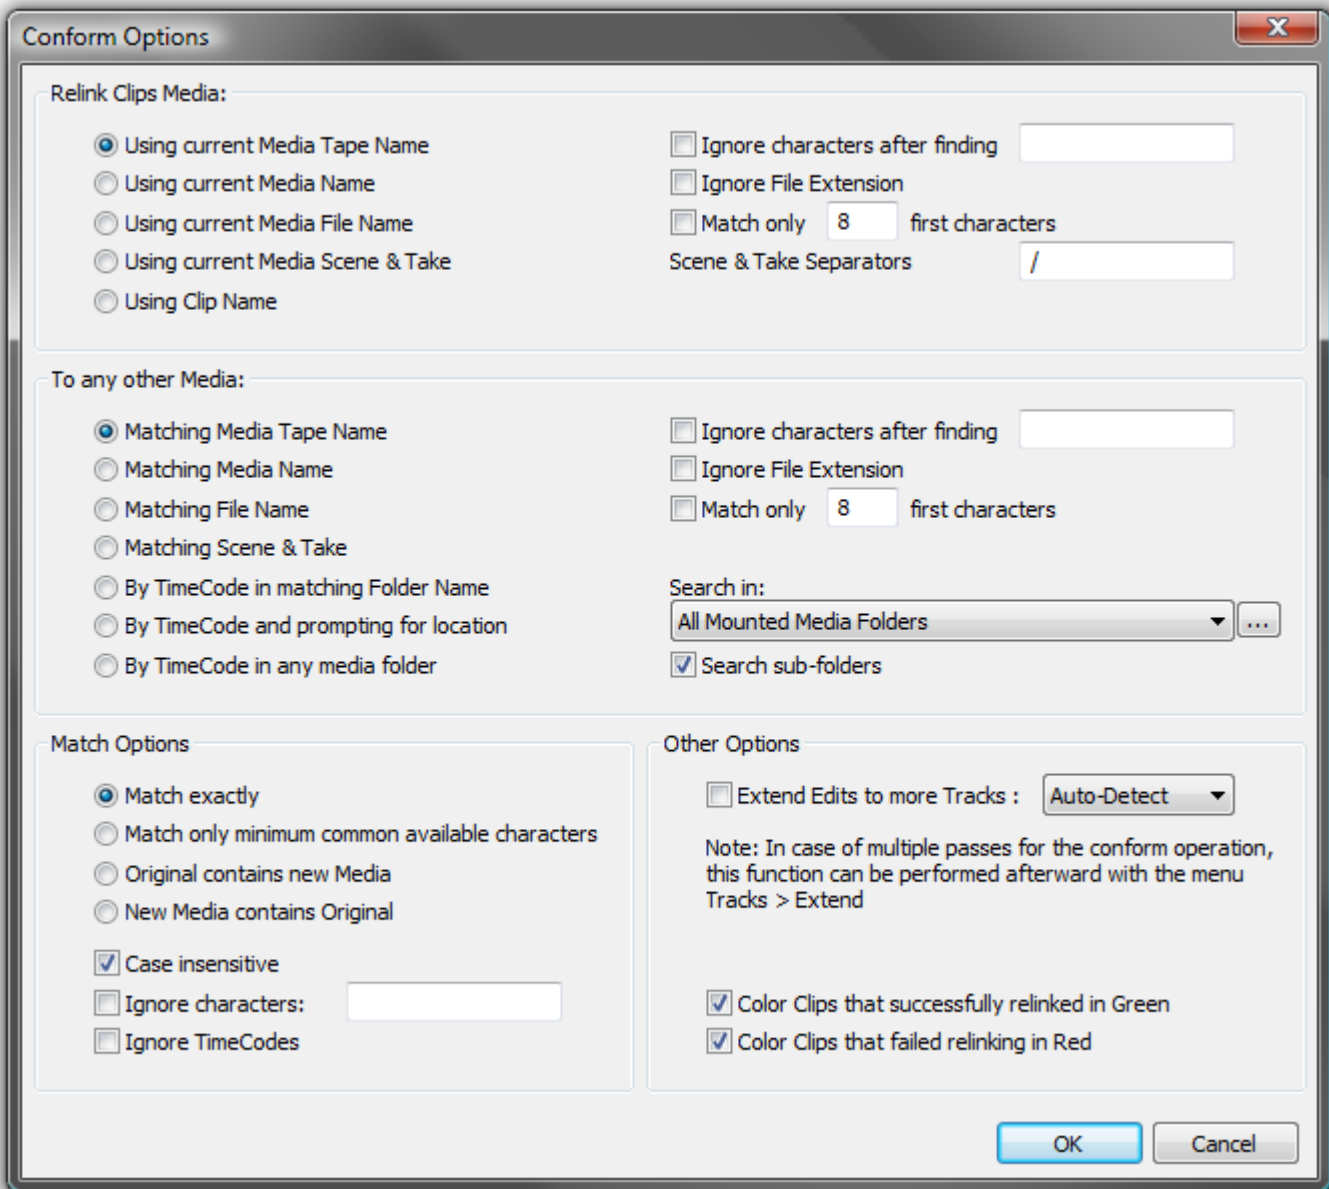 Conform Options
Relink Clips Media:
Using current Media Tape Name
Ignore characters after finding
Using current Media Name
Ignore File Extension
Using current Media File Name
Match only 8 first characters
Using current Media Scene & Take
Scene & Take Separators /
Using Clip Name
To any other Media:
Matching Media Tape Name
Ignore characters after finding
Matching Media Name
Ignore File Extension
Matching File Name
Match only 8 first characters
Matching Scene & Take
By TimeCode in matching Folder Name
Search in:
By TimeCode and prompting for location
All Mounted Media Folders ...
By TimeCode in any media folder
Search sub-folders
Match Options
Match exactly
Match only minimum common available characters
Original contains new Media
New Media contains Original
Case insensitive
Ignore characters:
Ignore TimeCodes
Other Options
Extend Edits to more Tracks : Auto-Detect
Note: In case of multiple passes for the conform operation,
this function can be performed afterward with the menu
Tracks > Extend
Color Clips that successfully relinked in Green
Color Clips that failed relinking in Red
OK Cancel